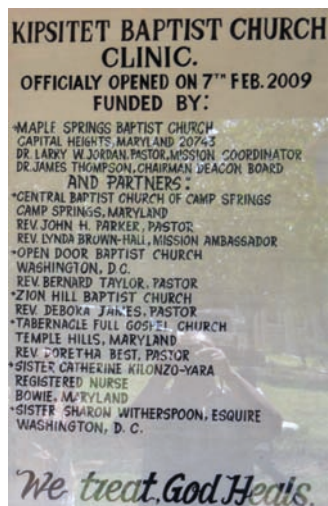 KIPSITET BAPTIST CHURCH
CLINIC.
OFFICIALY OPENED ON 7TH FEB. 2009
FUNDED BY:
•MAPLE SPRINGS BAPTIST CHURCH
CAPITAL HEIGHTS, MARYLAND 20743
DR. LARKY W. JORDAN, PASTOR, MISSION COORDINATOR
DR. JAMES THOMPSON, CHAIRMAN DEACON BOARD
AND PARTNERS:
•CENTRAL BAPTIST CHURCH OF CAMP SPRINGS
CAMP SPRINGS, MARYLAND
REV. JOHN H. PARKER, PASTOR
REV. LYNDA BROWN-HALL, MISSION AMBASSADOR
•OPEN DOOR BAPTIST CHURCH
WASHINGTON, D.C.
REV. BERNARD TAYLOR, PASTOR
•ZION HILL BAPTIST CHURCH
REV. DEBORA JAMES, PASTOR
•TABERNACLE FULL GOSPEL CHURCH
TEMPLE HILLS, MARYLAND
REV. DORETHA BEST, PASTOR
•SISTER CATHERINE KILONZO-YARA
REGISTERED NURSE
BOWIE, MARYLAND
•SISTER SHARON WITHERSPOON, ESQUIRE
WASHINGTON, D. C.
We treat, God Heals.